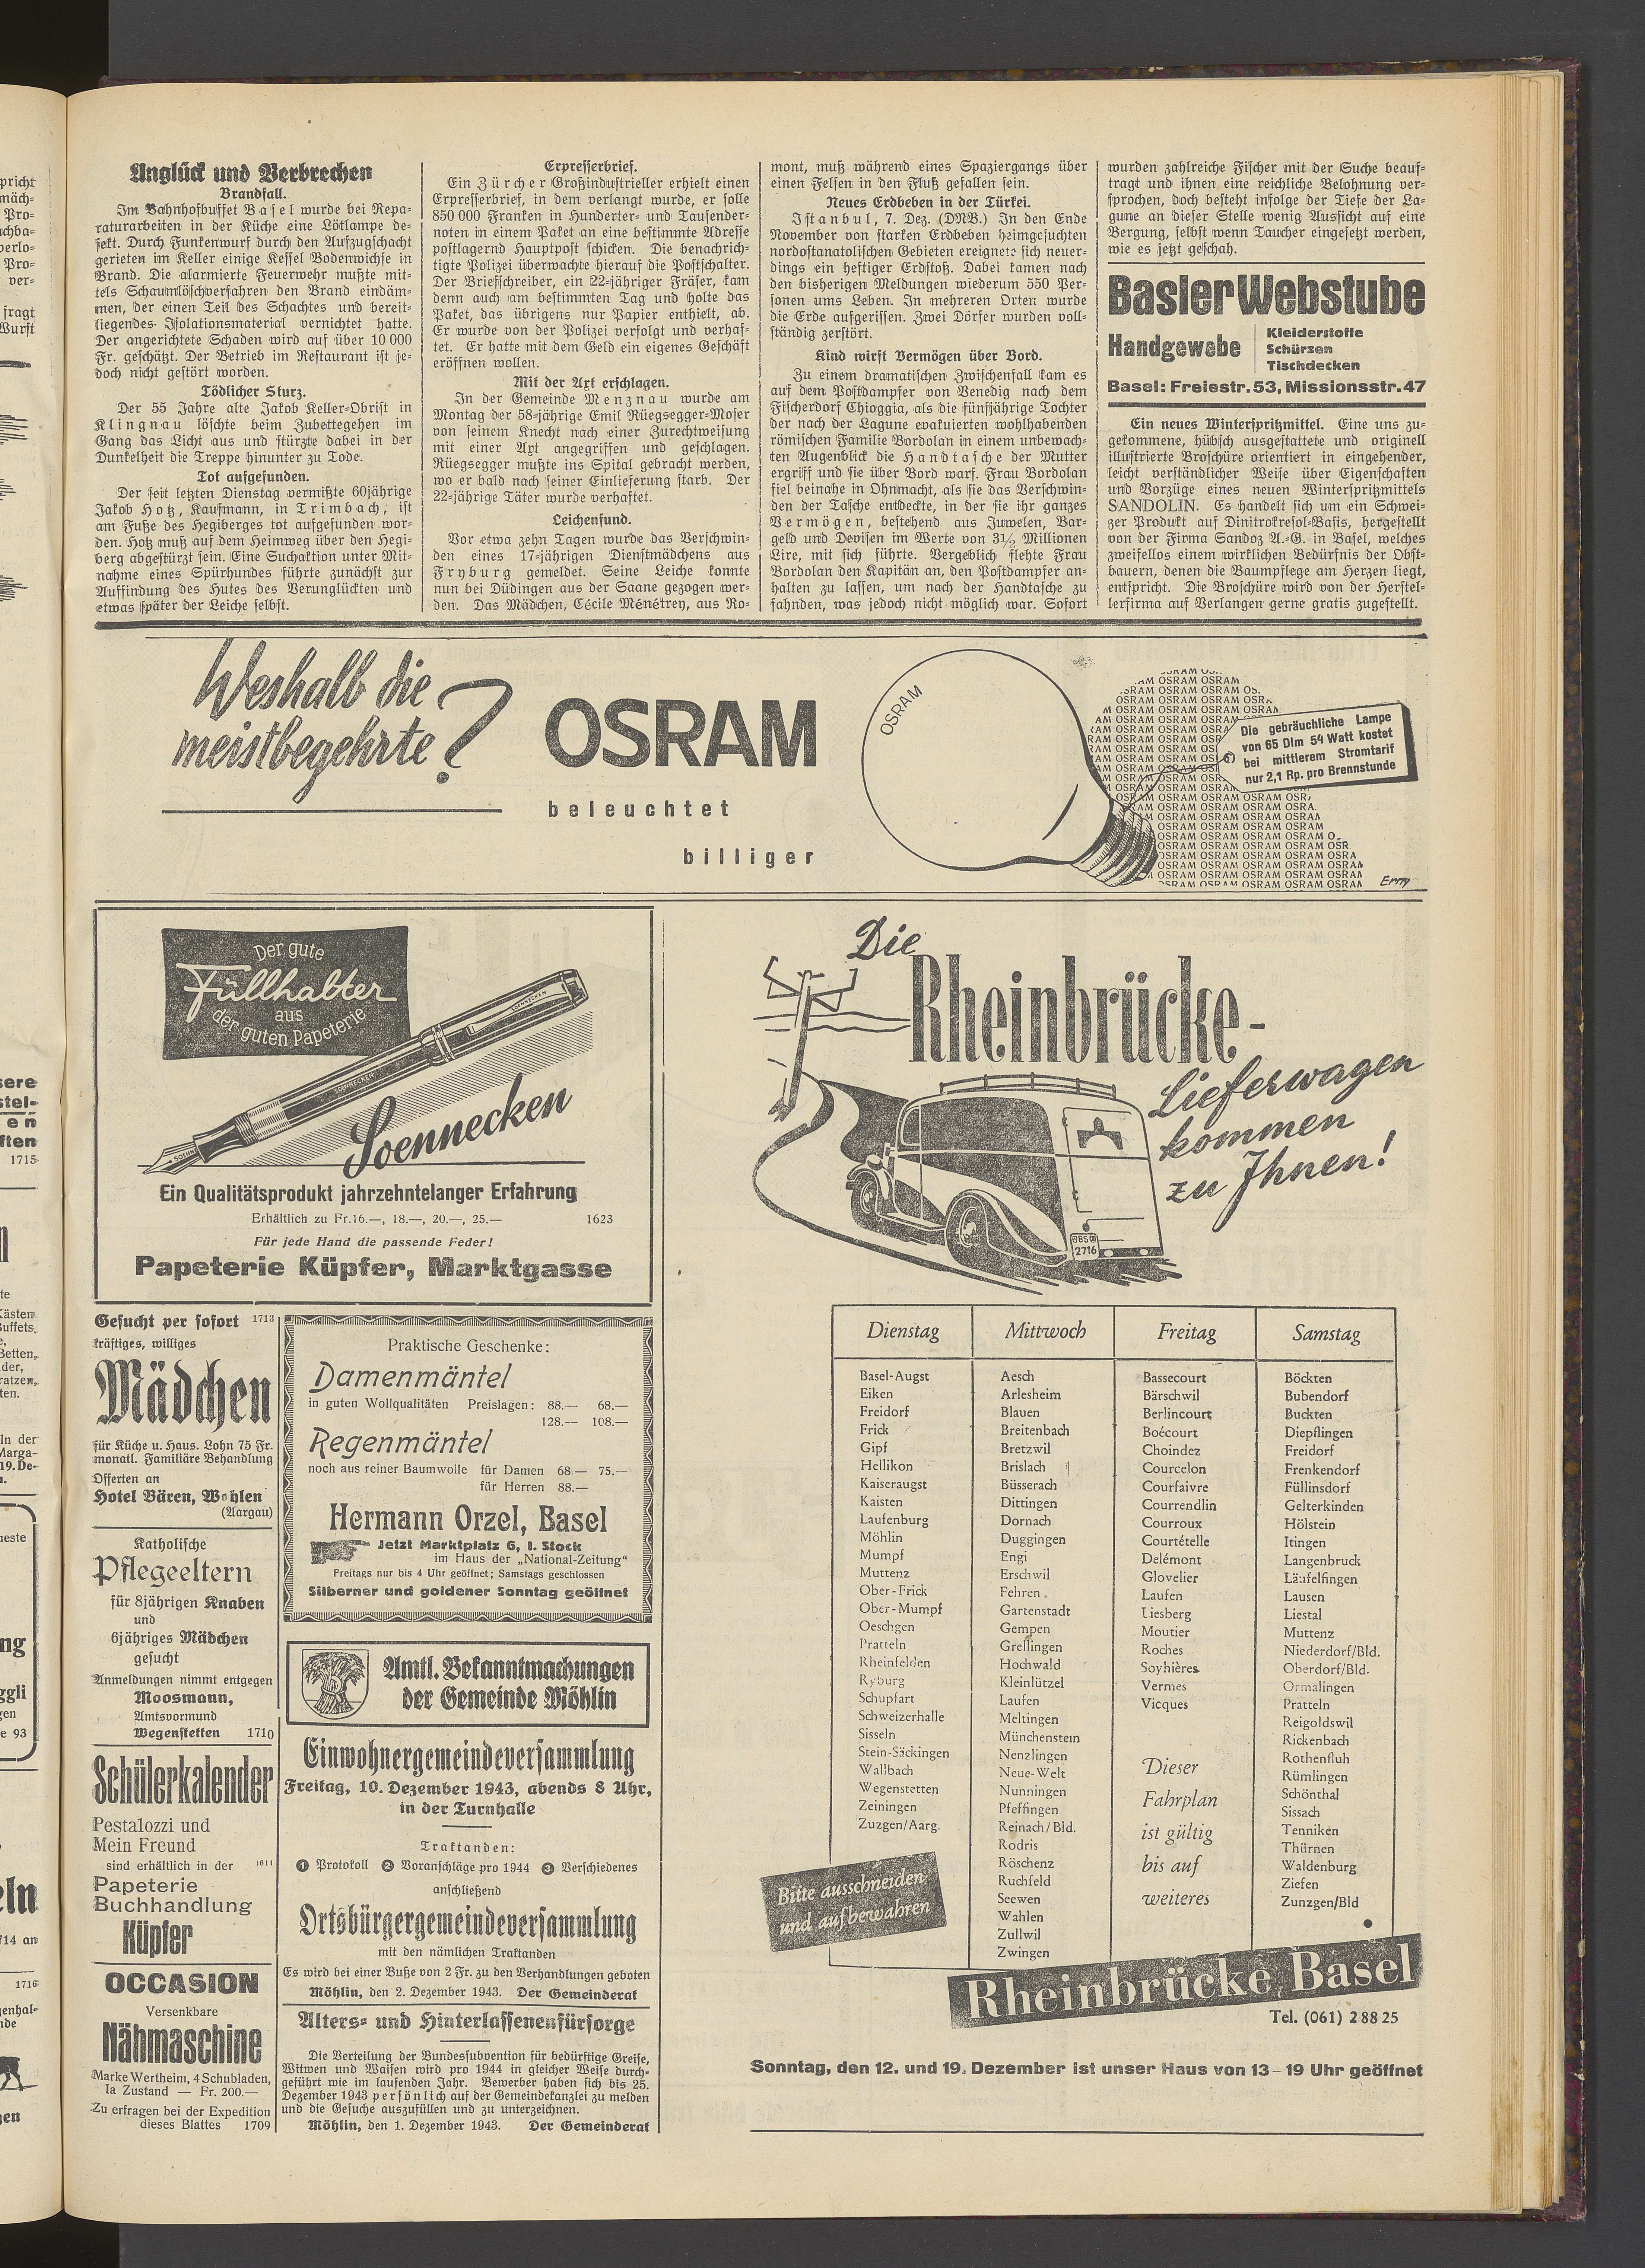 Unglück und Verbrechen
Brandfall.
Im Bahnhofbuffet Basel wurde bei Repa-
raturarbeiten in der Küche eine Lötlampe de-
fekt. Durch Funkenwurf durch den Aufzugschacht
gerieten im Keller einige Kessel Bodenwichse in
Brand. Die alarmierte Feuerwehr mußte mit-
tels Schaumlöschverfahren den Brand eindäm-
men, der einen Teil des Schachtes und bereit-
liegendes Isolationsmaterial vernichtet hatte.
Der angerichtete Schaden wird auf über 10 000
Fr. geschätzt. Der Betrieb im Restaurant ist je-
doch nicht gestört worden.
Tödlicher Sturz.
Der 55 Jahre alte Jakob Keller-Obrist in
Klingnau löschte beim Zubettegehen im
Gang das Licht aus und stürzte dabei in der
Dunkelheit die Treppe hinunter zu Tode.
Tot aufgefunden.
Der seit letzten Dienstag vermißte 60jährige
Jakob Hotz, Kaufmann, in Trimbach, ist
am Fuße des Hegiberges tot aufgefunden wor-
den. Hotz muß auf dem Heimweg über den Hegi-
berg abgestürzt sein. Eine Suchaktion unter Mit-
nahme eines Spürhundes führte zunächst zur
Auffindung des Hutes des Verunglückten und
etwas später der Leiche selbst.
Erpresserbrief.
Ein Zürcher Großindustrieller erhielt einen
Erpresserbrief, in dem verlangt wurde, er solle
850 000 Franken in Hunderter- und Tausender-
noten in einem Paket an eine bestimmte Adresse
postlagernd Hauptpost schicken. Die benachrich-
tigte Polizei überwachte hierauf die Postschalter.
Der Briefschreiber, ein 22-jähriger Fräser, kam
denn auch am bestimmten Tag und holte das
Paket, das übrigens nur Papier enthielt, ab.
Er wurde von der Polizei verfolgt und verhaf-
tet. Er hatte mit dem Geld ein eigenes Geschäft
eröffnen wollen.
Mit der Axt erschlagen.
In der Gemeinde Menznau wurde am
Montag der 58-jährige Emil Rüegsegger-Moser
von seinem Knecht nach einer Zurechtweisung
mit einer Axt angegriffen und geschlagen.
Rüegsegger mußte ins Spital gebracht werden,
wo er bald nach seiner Einlieferung starb. Der
22-jährige Täter wurde verhaftet.
Leichenfund.
Vor etwa zehn Tagen wurde das Verschwin-
den eines 17-jährigen Dienstmädchens aus
Fryburg gemeldet. Seine Leiche konnte
nun bei Düdingen aus der Saane gezogen wer-
den. Das Mädchen, Cécile Ménétrey, aus Ro-
mont, muß während eines Spaziergangs über
einen Felsen in den Fluß gefallen sein.
Neues Erdbeben in der Türkei.
Istanbul, 7. Dez. (DNB.) In den Ende
November von starken Erdbeben heimgesuchten
nordostanatolischen Gebieten ereignete sich neuer-
dings ein heftiger Erdstoß. Dabei kamen nach
den bisherigen Meldungen wiederum 550 Per-
sonen ums Leben. In mehreren Orten wurde
die Erde aufgerissen. Zwei Dörfer wurden voll-
ständig zerstört.
Kind wirft Vermögen über Bord.
Zu einem dramatischen Zwischenfall kam es
auf dem Postdampfer von Venedig nach dem
Fischerdorf Chioggia, als die fünfjährige Tochter
der nach der Lagune evakuierten wohlhabenden
römischen Familie Bordolan in einem unbewach-
ten Augenblick die Handtasche der Mutter
ergriff und sie über Bord warf. Frau Bordolan
fiel beinahe in Ohnmacht, als sie das Verschwin-
den der Tasche entdeckte, in der sie ihr ganzes
Vermögen, bestehend aus Juwelen, Bar-
geld und Devisen im Werte von 3½ Millionen
Lire, mit sich führte. Vergeblich flehte Frau
Bordolan den Kapitän an, den Postdampfer an-
halten zu lassen, um nach der Handtasche zu
fahnden, was jedoch nicht möglich war. Sofort
wurden zahlreiche Fischer mit der Suche beauf-
tragt und ihnen eine reichliche Belohnung ver-
sprochen, doch besteht infolge der Tiefe der La-
gune an dieser Stelle wenig Aussicht auf eine
Bergung, selbst wenn Taucher eingesetzt werden,
wie es jetzt geschah.
Basler Webstube
Handgewebe
Kleiderstoffe
Schürzen
Tischdecken
Basel: Freiestr. 53, Missionsstr. 47
Ein neues Winterspritzmittel. Eine uns zu-
gekommene, hübsch ausgestattete und originell
illustrierte Broschüre orientiert in eingehender,
leicht verständlicher Weise über Eigenschaften
und Vorzüge eines neuen Winterspritzmittels
SANDOLIN. Es handelt sich um ein Schwei-
zer Produkt auf Dinitrokresol-Basis, hergestellt
von der Firma Sandoz A.-G. in Basel, welches
zweifellos einem wirklichen Bedürfnis der Obst-
bauern, denen die Baumpflege am Herzen liegt,
entspricht. Die Broschüre wird von der Herstel-
lerfirma auf Verlangen gerne gratis zugestellt.
Weshalb die
meistbegehrte?
OSRAM
beleuchtet
billiger
OSRAM
Die gebräuchliche Lampe
von 65 Dlm 54 Watt kostet
bei mittlerem Stromtarif
nur 2,1 Rp. pro Brennstunde
Erny
Der gute
Füllhalter
aus
der guten Papeterie
SOENNECKEN
Soennecken
Ein Qualitätsprodukt jahrzehntelanger Erfahrung
Erhältlich zu Fr. 16.—, 18.—, 20.—, 25.— 1623
Für jede Hand die passende Feder!
Papeterie Küpfer, Marktgasse
Gesucht per sofort 1713
kräftiges, williges
Mädchen
für Küche u. Haus. Lohn 75 Fr.
monatl. Familiäre Behandlung
Offerten an
Hotel Bären, Wohlen
(Aargau)
Katholische
Pflegeeltern
für 8jährigen Knaben
und
6jähriges Mädchen
gesucht
Anmeldungen nimmt entgegen
Moosmann,
Amtsvormund
Wegenstetten 1710
Schülerkalender
Pestalozzi und
Mein Freund
sind erhältlich in der 1611
Papeterie
Buchhandlung
Küpfer
OCCASION
Versenkbare
Nähmaschine
Marke Wertheim, 4 Schubladen,
Ia Zustand — Fr. 200.—
Zu erfragen bei der Expedition
dieses Blattes 1709
Praktische Geschenke:
Damenmäntel
in guten Wollqualitäten Preislagen: 88.— 68.—
128.— 108.—
Regenmäntel
noch aus reiner Baumwolle für Damen 68.— 75.—
für Herren 88.—
Hermann Orzel, Basel
Jetzt Marktplatz 6, I. Stock
im Haus der „National-Zeitung“
Freitags nur bis 4 Uhr geöffnet; Samstags geschlossen
Silberner und goldener Sonntag geöffnet
Amtl. Bekanntmachungen
der Gemeinde Möhlin
Einwohnergemeindeversammlung
Freitag, 10. Dezember 1943, abends 8 Uhr,
in der Turnhalle
Traktanden:
1 Protokoll 2 Voranschläge pro 1944 3 Verschiedenes
anschließend
Ortsbürgergemeindeversammlung
mit den nämlichen Traktanden
Es wird bei einer Buße von 2 Fr. zu den Verhandlungen geboten
Möhlin, den 2. Dezember 1943. Der Gemeinderat
Alters- und Hinterlassenenfürsorge
Die Verteilung der Bundessubvention für bedürftige Greise,
Witwen und Waisen wird pro 1944 in gleicher Weise durch-
geführt wie im laufenden Jahr. Bewerber haben sich bis 25.
Dezember 1943 persönlich auf der Gemeindekanzlei zu melden
und die Gesuche auszufüllen und zu unterzeichnen.
Möhlin, den 1. Dezember 1943. Der Gemeinderat
Die
Rheinbrücke-
Lieferwagen
kommen
zu Ihnen!
BS
2716
Dienstag
Basel-Augst
Eiken
Freidorf
Frick
Gipf
Hellikon
Kaiseraugst
Kaisten
Laufenburg
Möhlin
Mumpf
Muttenz
Ober-Frick
Ober-Mumpf
Oeschgen
Pratteln
Rheinfelden
Ryburg
Schupfart
Schweizerhalle
Sisseln
Stein-Säckingen
Wallbach
Wegenstetten
Zeiningen
Zuzgen/Aarg.
Mittwoch
Aesch
Arlesheim
Blauen
Breitenbach
Bretzwil
Brislach
Büsserach
Dittingen
Dornach
Duggingen
Engi
Erschwil
Fehren
Gartenstadt
Gempen
Grellingen
Hochwald
Kleinlützel
Laufen
Meltingen
Münchenstein
Nenzlingen
Neue-Welt
Nunningen
Pfeffingen
Reinach/Bld.
Rodris
Röschenz
Ruchfeld
Seewen
Wahlen
Zullwil
Zwingen
Freitag
Bassecourt
Bärschwil
Berlincourt
Boécourt
Choindez
Courcelon
Courfaivre
Courrendlin
Courroux
Courtételle
Delémont
Glovelier
Laufen
Liesberg
Moutier
Roches
Soyhières
Vermes
Vicques
Dieser
Fahrplan
ist gültig
bis auf
weiteres
Samstag
Böckten
Bubendorf
Buckten
Diepflingen
Freidorf
Frenkendorf
Füllinsdorf
Gelterkinden
Hölstein
Itingen
Langenbruck
Läufelfingen
Lausen
Liestal
Muttenz
Niederdorf/Bld.
Oberdorf/Bld.
Ormalingen
Pratteln
Reigoldswil
Rickenbach
Rothenfluh
Rümlingen
Schönthal
Sissach
Tenniken
Thürnen
Waldenburg
Ziefen
Zunzgen/Bld
Bitte ausschneiden
und aufbewahren
Rheinbrücke Basel
Tel. (061) 2 88 25
Sonntag, den 12. und 19. Dezember ist unser Haus von 13–19 Uhr geöffnet